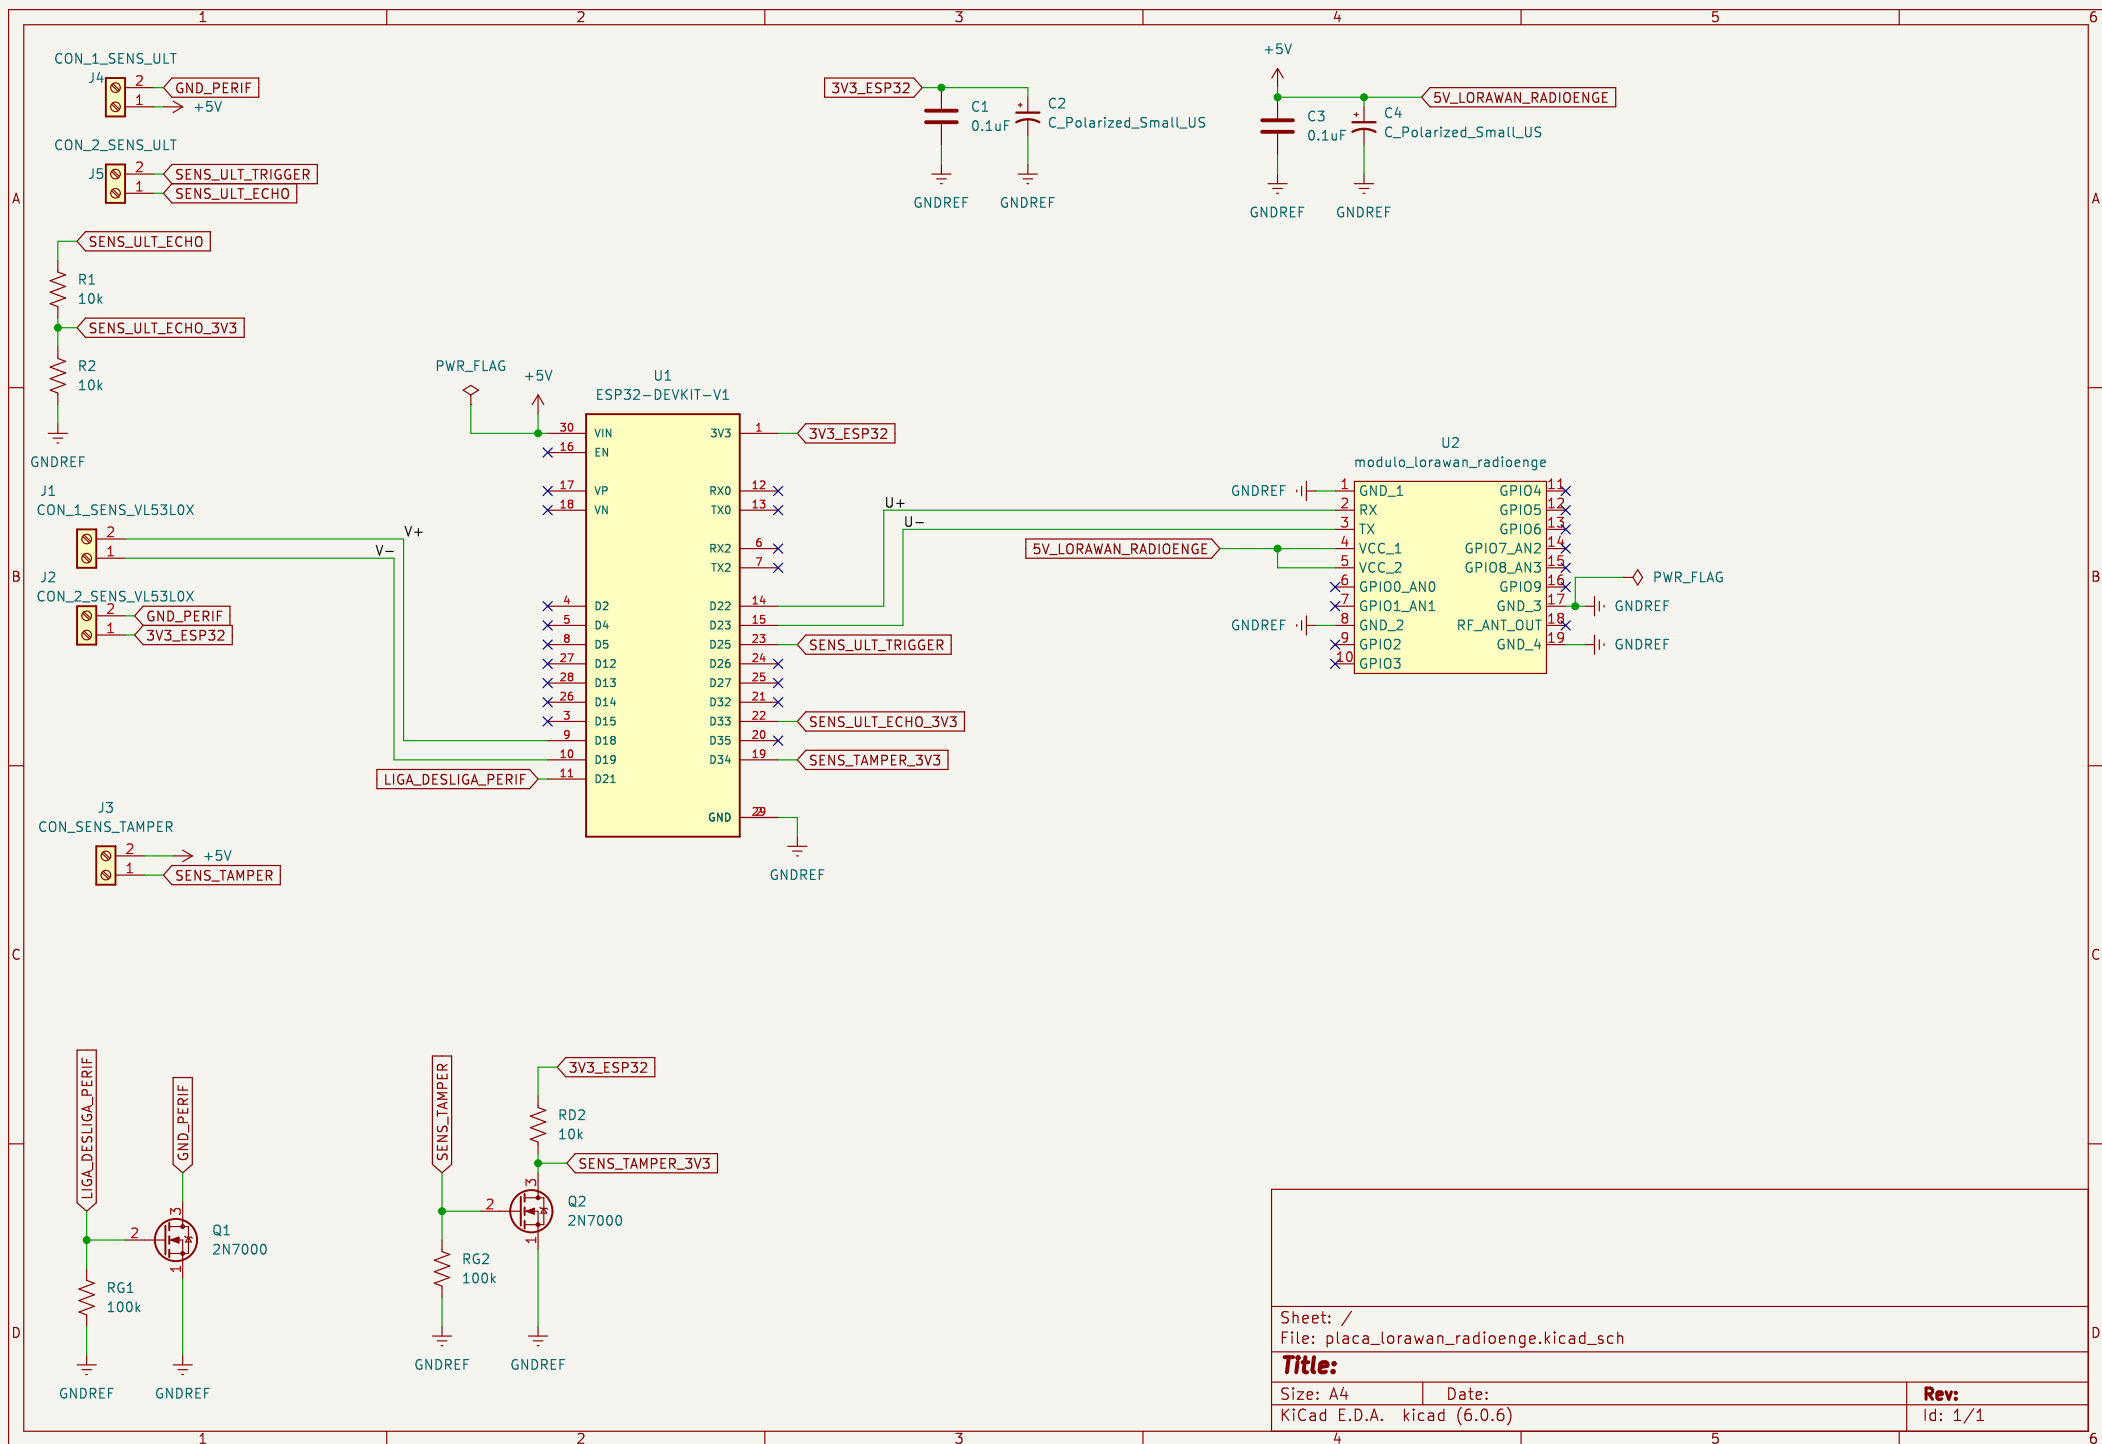 1 2 3 4 5 6
CON_1_SENS_ULT
J4
2 GND_PERIF
1 +5V
CON_2_SENS_ULT
J5
2 SENS_ULT_TRIGGER
1 SENS_ULT_ECHO
A
SENS_ULT_ECHO
R1
10k
SENS_ULT_ECHO_3V3
R2
10k
GNDREF
3V3_ESP32
C1
0.1uF
C2
C_Polarized_Small_US
GNDREF
GNDREF
+5V
5V_LORAWAN_RADIOENGE
C3
0.1uF
C4
C_Polarized_Small_US
GNDREF
GNDREF
A
J1
CON_1_SENS_VL53L0X
2 V+
1 V-
J2
CON_2_SENS_VL53L0X
2 GND_PERIF
1 3V3_ESP32
B
PWR_FLAG
+5V
U1
ESP32-DEVKIT-V1
30 VIN
16 EN
17 VP
18 VN
4 D2
5 D4
8 D5
27 D12
28 D13
26 D14
3 D15
9 D18
10 D19
LIGA_DESLIGA_PERIF 11 D21
3V3 1 3V3_ESP32
RX0 12
TX0 13
RX2 6
TX2 7
D22 14
D23 15
D25 23 SENS_ULT_TRIGGER
D26 24
D27 25
D32 21
D33 22 SENS_ULT_ECHO_3V3
D35 20
D34 19 SENS_TAMPER_3V3
GND 29
GNDREF
U+
U-
U2
modulo_lorawan_radioenge
GNDREF 1 GND_1
2 RX
3 TX
5V_LORAWAN_RADIOENGE 4 VCC_1
5 VCC_2
6 GPIO0_AN0
7 GPIO1_AN1
GNDREF 8 GND_2
9 GPIO2
10 GPIO3
GPIO4 11
GPIO5 12
GPIO6 13
GPIO7_AN2 14
GPIO8_AN3 15
GPIO9 16
PWR_FLAG
GND_3 17 GNDREF
RF_ANT_OUT 18
GND_4 19 GNDREF
B
J3
CON_SENS_TAMPER
2 +5V
1 SENS_TAMPER
C
C
LIGA_DESLIGA_PERIF
GND_PERIF
2
3
1
Q1
2N7000
RG1
100k
GNDREF
GNDREF
SENS_TAMPER
3V3_ESP32
RD2
10k
SENS_TAMPER_3V3
2
3
1
Q2
2N7000
RG2
100k
GNDREF
GNDREF
D
D
Sheet: /
File: placa_lorawan_radioenge.kicad_sch
Title:
Size: A4 Date: Rev:
KiCad E.D.A. kicad (6.0.6) Id: 1/1
1 2 3 4 5 6